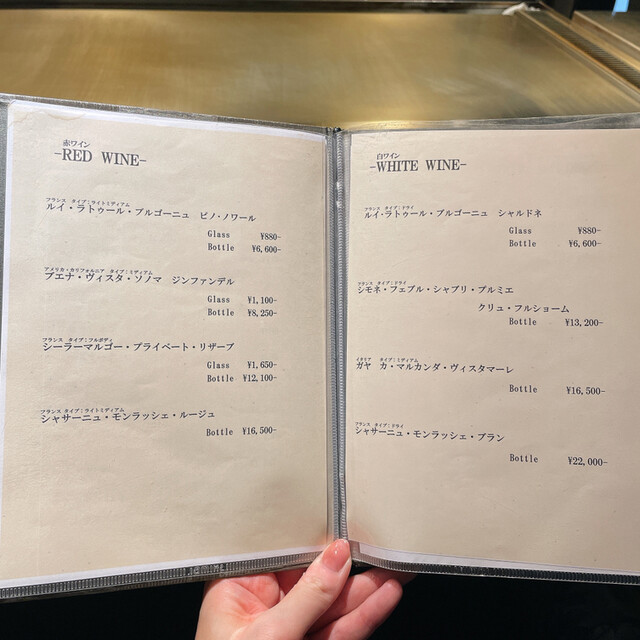 赤ワイン
-RED WINE-
フランス タイプ：ライトミディアム
ルイ・ラトゥール・ブルゴーニュ ピノ・ノワール
Glass ¥880-
Bottle ¥6,600-
アメリカ・カリフォルニア タイプ：ミディアム
ブエナ・ヴィスタ・ソノマ ジンファンデル
Glass ¥1,100-
Bottle ¥8,250-
フランス タイプ：フルボディ
シーラーマルゴー・プライベート・リザーブ
Glass ¥1,650-
Bottle ¥12,100-
フランス タイプ：ライトミディアム
シャサーニュ・モンラッシェ・ルージュ
Bottle ¥16,500-
白ワイン
-WHITE WINE-
フランス タイプ：ドライ
ルイ・ラトゥール・ブルゴーニュ シャルドネ
Glass ¥880-
Bottle ¥6,600-
フランス タイプ：ドライ
シモネ・フェブル・シャブリ・プルミエ
クリュ・フルショーム
Bottle ¥13,200-
イタリア タイプ：ミディアム
ガヤ カ・マルカンダ・ヴィスタマーレ
Bottle ¥16,500-
フランス タイプ：ドライ
シャサーニュ・モンラッシェ・ブラン
Bottle ¥22,000-